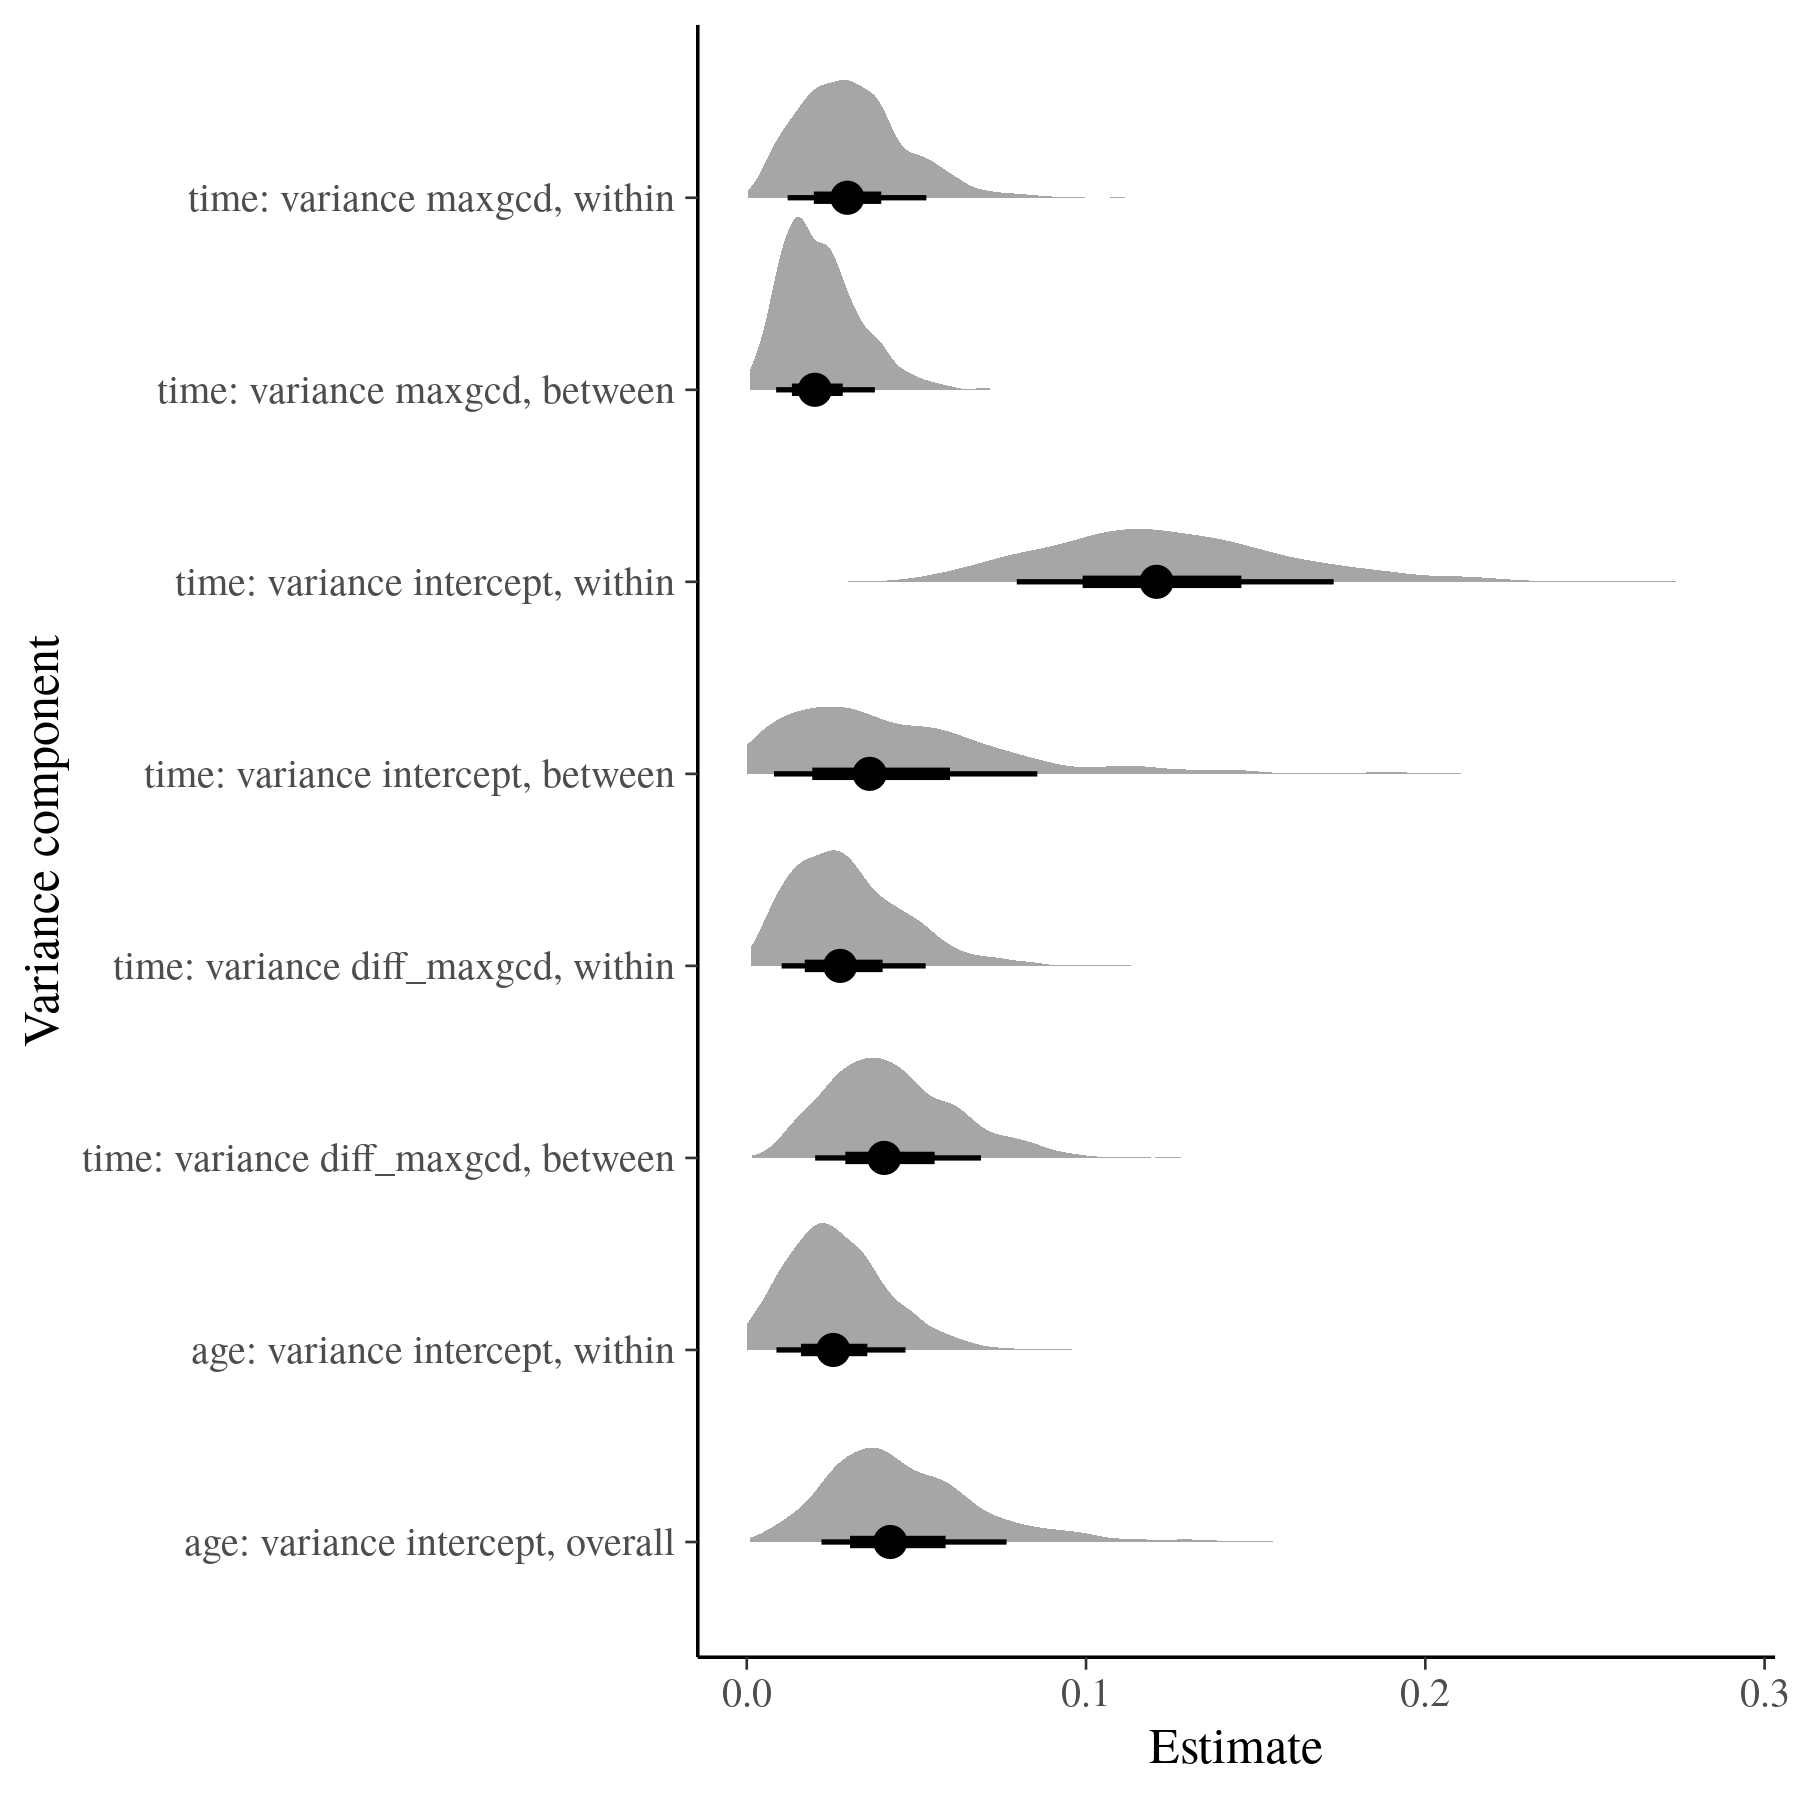 time: variance maxgcd, within
time: variance maxgcd, between
time: variance intercept, within
time: variance intercept, between
time: variance diff_maxgcd, within
time: variance diff_maxgcd, between
age: variance intercept, within
age: variance intercept, overall
Variance component
0.0 0.1 0.2 0.3
Estimate